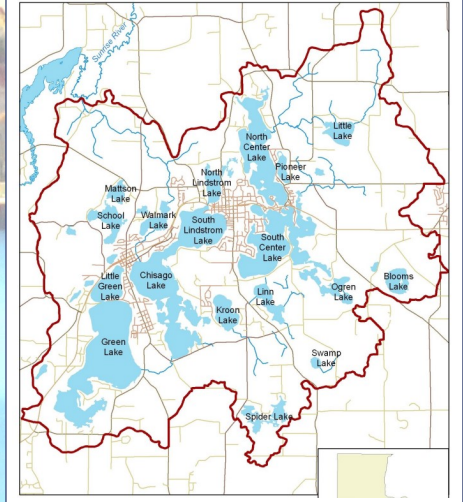 Sunrise River
Little
Lake
North
Center
Lake
Pioneer
Lake
North
Lindstrom
Lake
Mattson
Lake
School
Lake
Walmark
Lake
South
Lindstrom
Lake
South
Center
Lake
Little
Green
Lake
Chisago
Lake
Linn
Lake
Ogren
Lake
Blooms
Lake
Kroon
Lake
Green
Lake
Swamp
Lake
Spider Lake